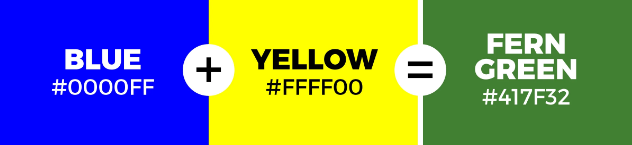 BLUE
#0000FF
+
YELLOW
#FFFF00
=
FERN
GREEN
#417F32